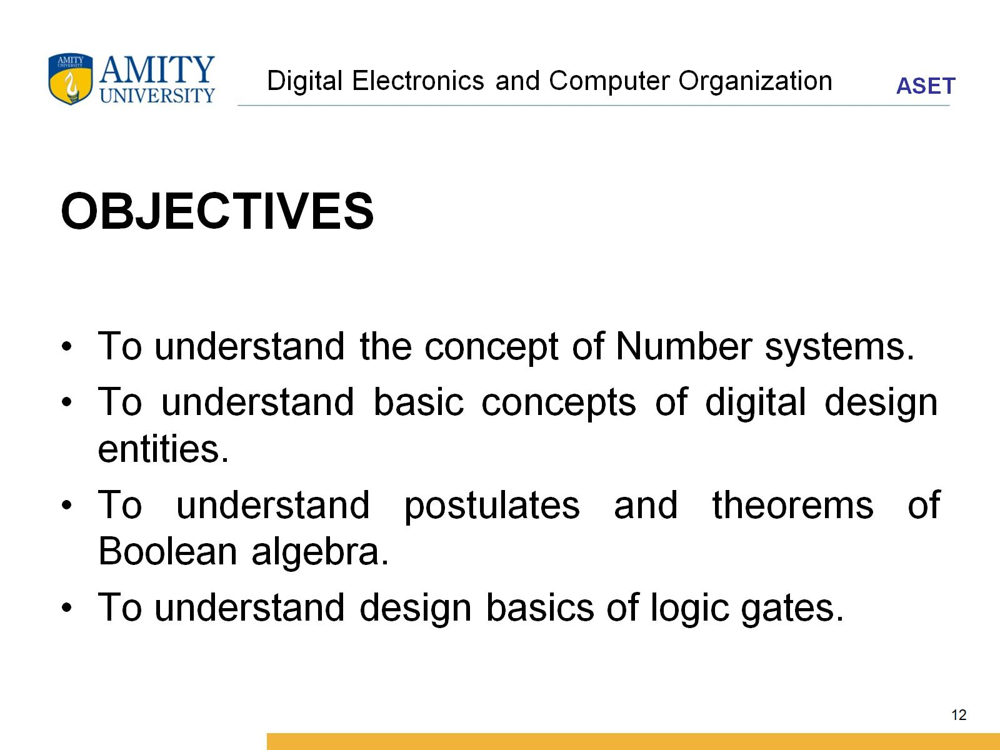 AMITY
UNIVERSITY
AMITY
UNIVERSITY
Digital Electronics and Computer Organization
ASET
OBJECTIVES
• To understand the concept of Number systems.
• To understand basic concepts of digital design
entities.
• To understand postulates and theorems of
Boolean algebra.
• To understand design basics of logic gates.
12